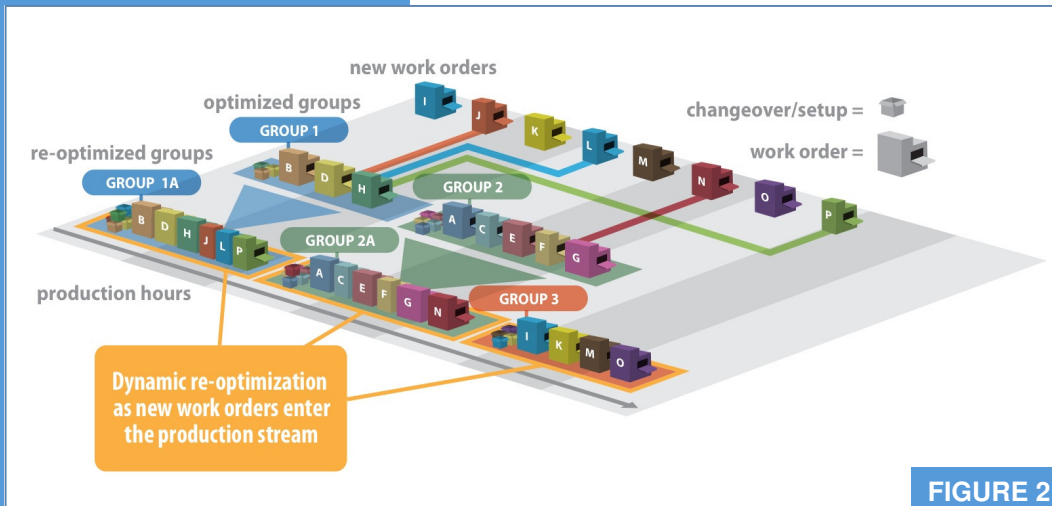 new work orders
I
J
K
L
M
N
O
P
changeover/setup =
work order =
optimized groups
GROUP 1
B
D
H
re-optimized groups
GROUP 1A
B
D
H
J
L
P
GROUP 2
A
C
E
F
G
GROUP 2A
A
C
E
F
G
N
production hours
GROUP 3
I
K
M
O
Dynamic re-optimization
as new work orders enter
the production stream
FIGURE 2